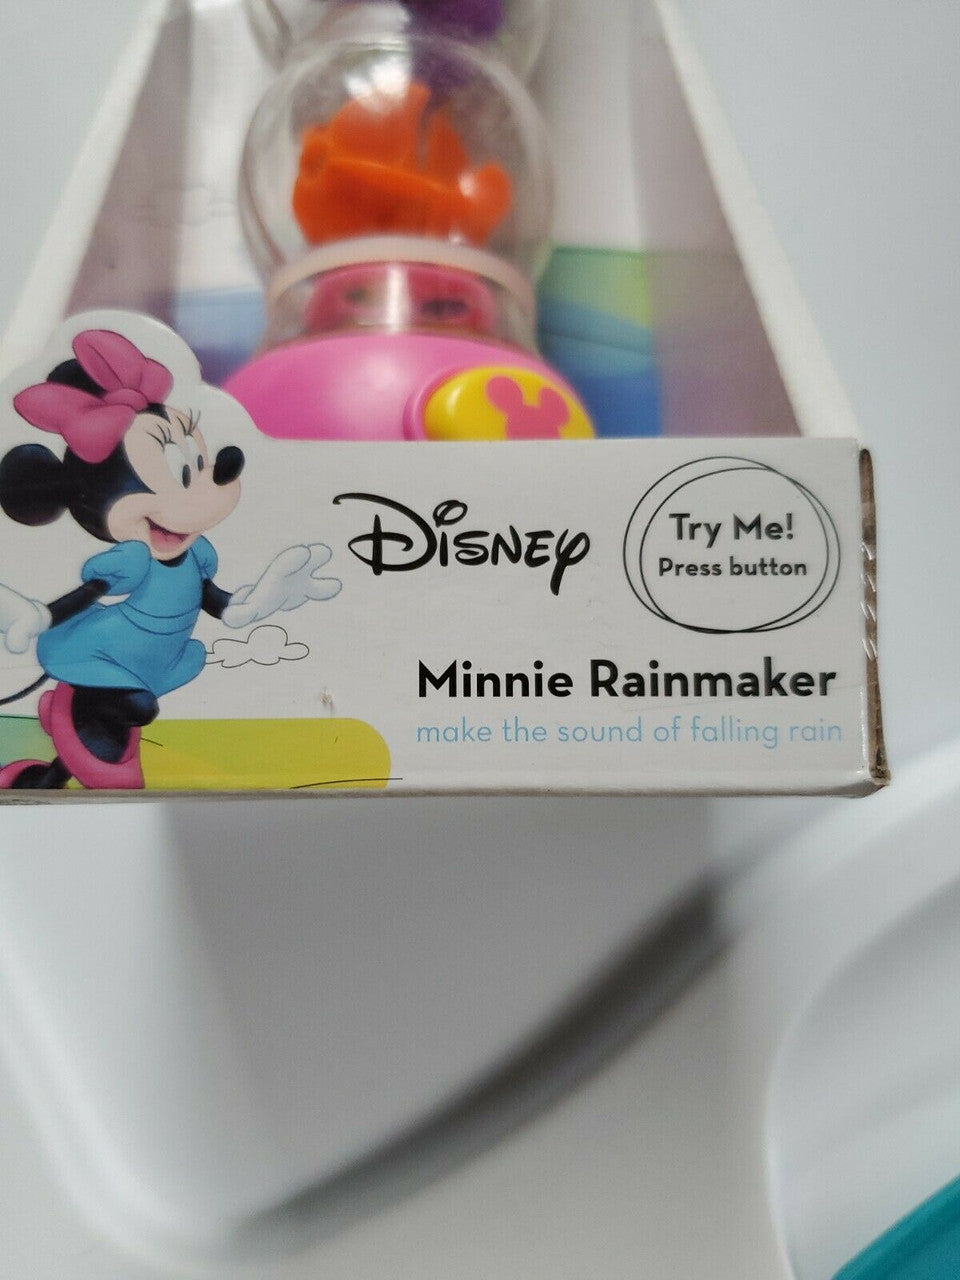 Disney
Try Me!
Press button
Minnie Rainmaker
make the sound of falling rain